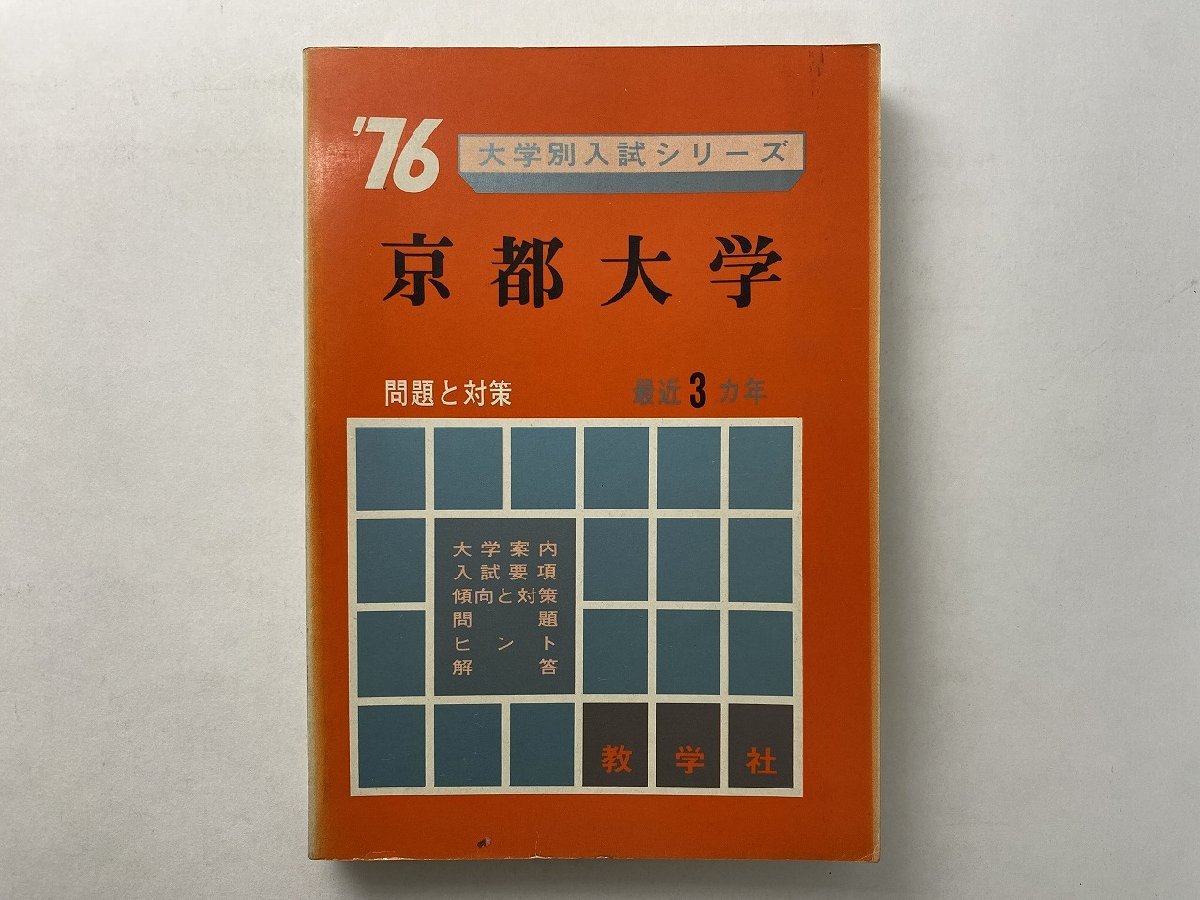 '76 大学別入試シリーズ
京都大学
問題と対策 最近3カ年
大学案内
入試要項
傾向と対策
問題
ヒント
解答
教学社